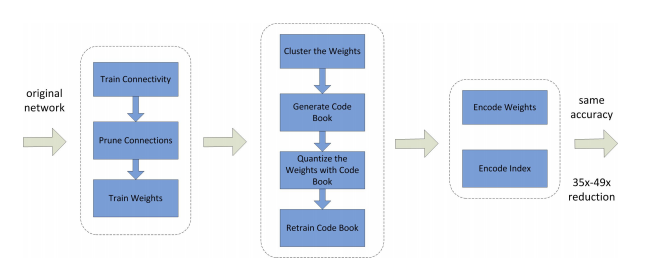 original
network
Train Connectivity
Prune Connections
Train Weights
Cluster the Weights
Generate Code
Book
Quantize the
Weights with Code
Book
Retrain Code Book
Encode Weights
Encode Index
same
accuracy
35x-49x
reduction